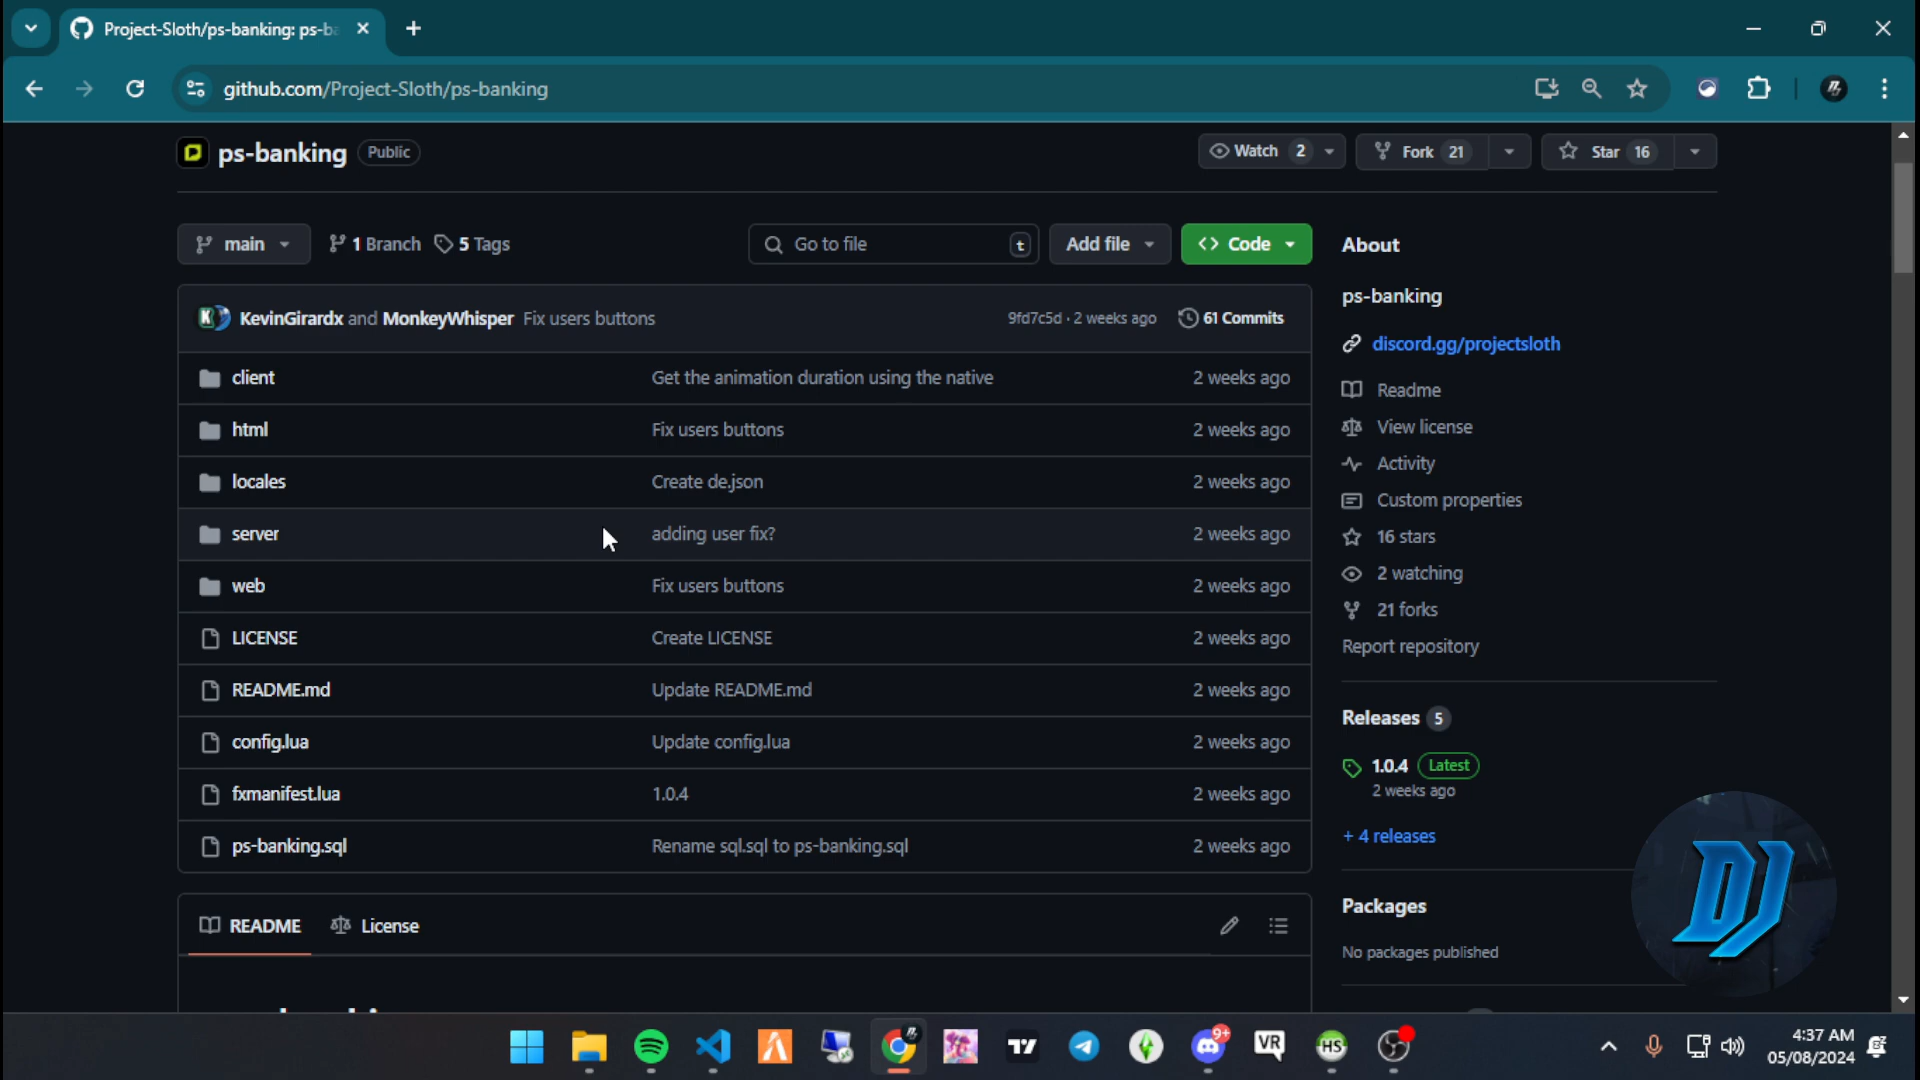 Project-Sloth/ps-banking: ps-ba
github.com/Project-Sloth/ps-banking
ps-banking Public
Watch 2 Fork 21 Star 16
main 1 Branch 5 Tags Go to file t Add file <> Code
KevinGirardx and MonkeyWhisper Fix users buttons 9fd7c5d · 2 weeks ago 61 Commits
client Get the animation duration using the native 2 weeks ago
html Fix users buttons 2 weeks ago
locales Create de.json 2 weeks ago
server adding user fix? 2 weeks ago
web Fix users buttons 2 weeks ago
LICENSE Create LICENSE 2 weeks ago
README.md Update README.md 2 weeks ago
config.lua Update config.lua 2 weeks ago
fxmanifest.lua 1.0.4 2 weeks ago
ps-banking.sql Rename sql.sql to ps-banking.sql 2 weeks ago
README License
About
ps-banking
discord.gg/projectsloth
Readme
View license
Activity
Custom properties
16 stars
2 watching
21 forks
Report repository
Releases 5
1.0.4 Latest
2 weeks ago
+ 4 releases
Packages
No packages published
DJ
9+
VR
HS
4:37 AM
05/08/2024